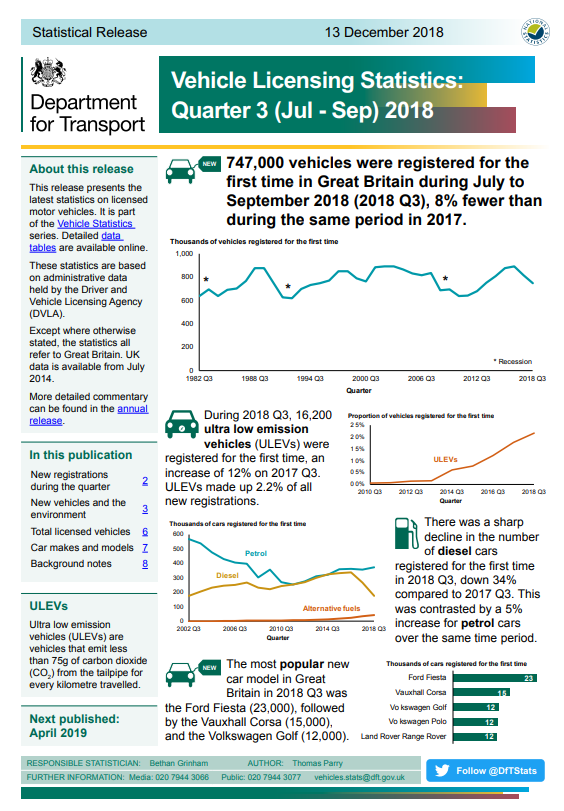 Statistical Release
13 December 2018
NATIONAL STATISTICS
Department
for Transport
Vehicle Licensing Statistics:
Quarter 3 (Jul - Sep) 2018
About this release
This release presents the
latest statistics on licensed
motor vehicles. It is part
of the Vehicle Statistics
series. Detailed data
tables are available online.
These statistics are based
on administrative data
held by the Driver and
Vehicle Licensing Agency
(DVLA).
Except where otherwise
stated, the statistics all
refer to Great Britain. UK
data is available from July
2014.
More detailed commentary
can be found in the annual
release.
In this publication
New registrations
during the quarter 2
New vehicles and the
environment 3
Total licensed vehicles 6
Car makes and models 7
Background notes 8
ULEVs
Ultra low emission
vehicles (ULEVs) are
vehicles that emit less
than 75g of carbon dioxide
(CO2) from the tailpipe for
every kilometre travelled.
Next published:
April 2019
NEW
747,000 vehicles were registered for the
first time in Great Britain during July to
September 2018 (2018 Q3), 8% fewer than
during the same period in 2017.
Thousands of vehicles registered for the first time
1,000
800
600
400
200
0
* * *
* Recession
1982 Q3 1988 Q3 1994 Q3 2000 Q3 2006 Q3 2012 Q3 2018 Q3
Quarter
During 2018 Q3, 16,200
ultra low emission
vehicles (ULEVs) were
registered for the first time, an
increase of 12% on 2017 Q3.
ULEVs made up 2.2% of all
new registrations.
Proportion of vehicles registered for the first time
2 5%
2 0%
1 5%
1 0%
0 5%
0 0%
ULEVs
2010 Q3 2012 Q3 2014 Q3 2016 Q3 2018 Q3
Quarter
Thousands of cars registered for the first time
600
500
400
300
200
100
0
Petrol
Diesel
Alternative fuels
2002 Q3 2006 Q3 2010 Q3 2014 Q3 2018 Q3
Quarter
There was a sharp
decline in the number
of diesel cars
registered for the first time
in 2018 Q3, down 34%
compared to 2017 Q3. This
was contrasted by a 5%
increase for petrol cars
over the same time period.
NEW
The most popular new
car model in Great
Britain in 2018 Q3 was
the Ford Fiesta (23,000), followed
by the Vauxhall Corsa (15,000),
and the Volkswagen Golf (12,000).
Thousands of cars registered for the first time
Ford Fiesta 23
Vauxhall Corsa 15
Vo kswagen Golf 12
Vo kswagen Polo 12
Land Rover Range Rover 12
RESPONSIBLE STATISTICIAN: Bethan Grinham AUTHOR: Thomas Parry
FURTHER INFORMATION: Media: 020 7944 3066 Public: 020 7944 3077 vehicles.stats@dft.gov.uk
Follow @DftStats